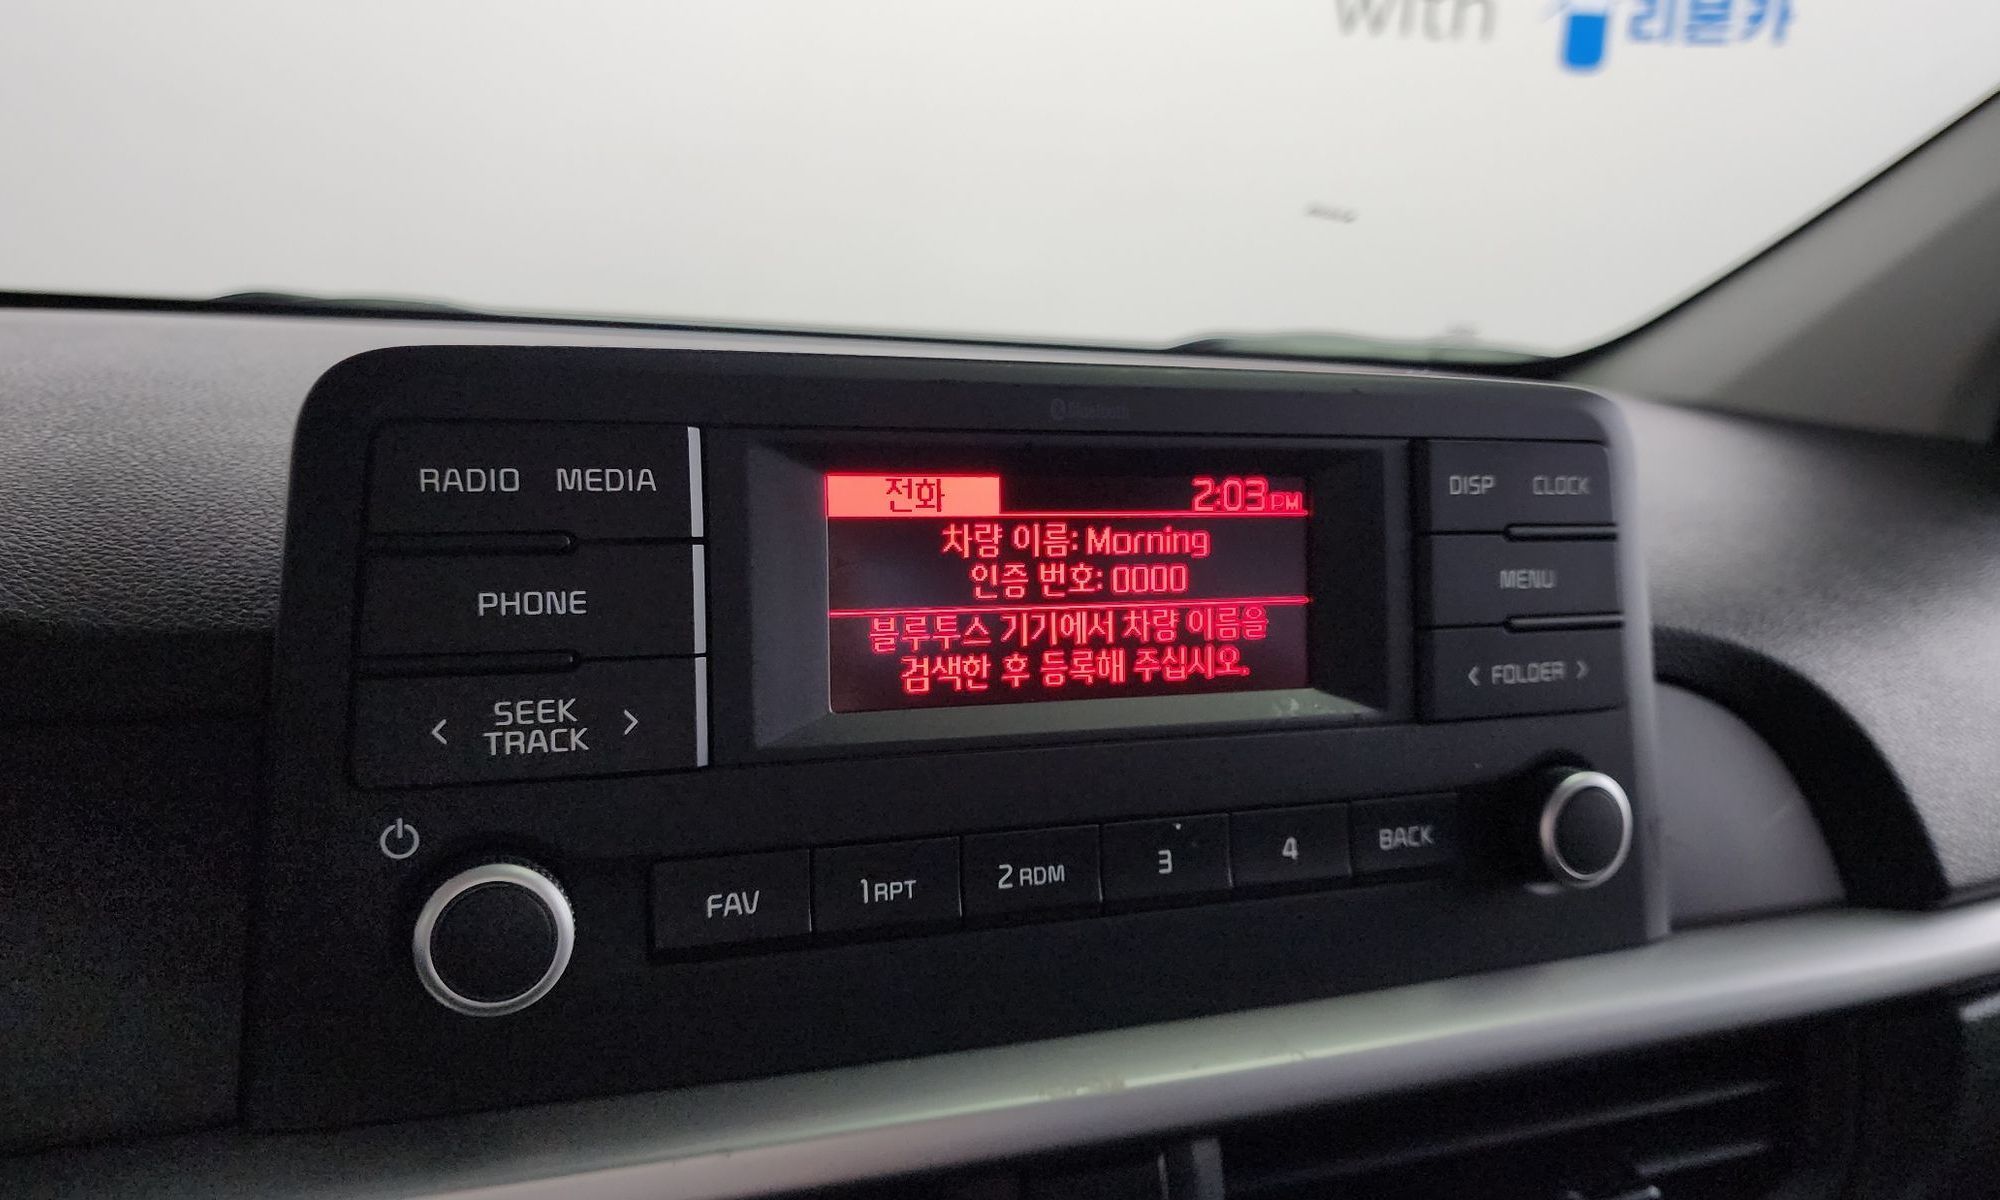 with 리본카
Bluetooth
RADIO MEDIA
PHONE
< SEEK TRACK >
전화 2:03 PM
차량 이름: Morning
인증 번호: 0000
블루투스 기기에서 차량 이름을
검색한 후 등록해 주십시오.
DISP CLOCK
MENU
< FOLDER >
FAV 1 RPT 2 RDM 3 4 BACK